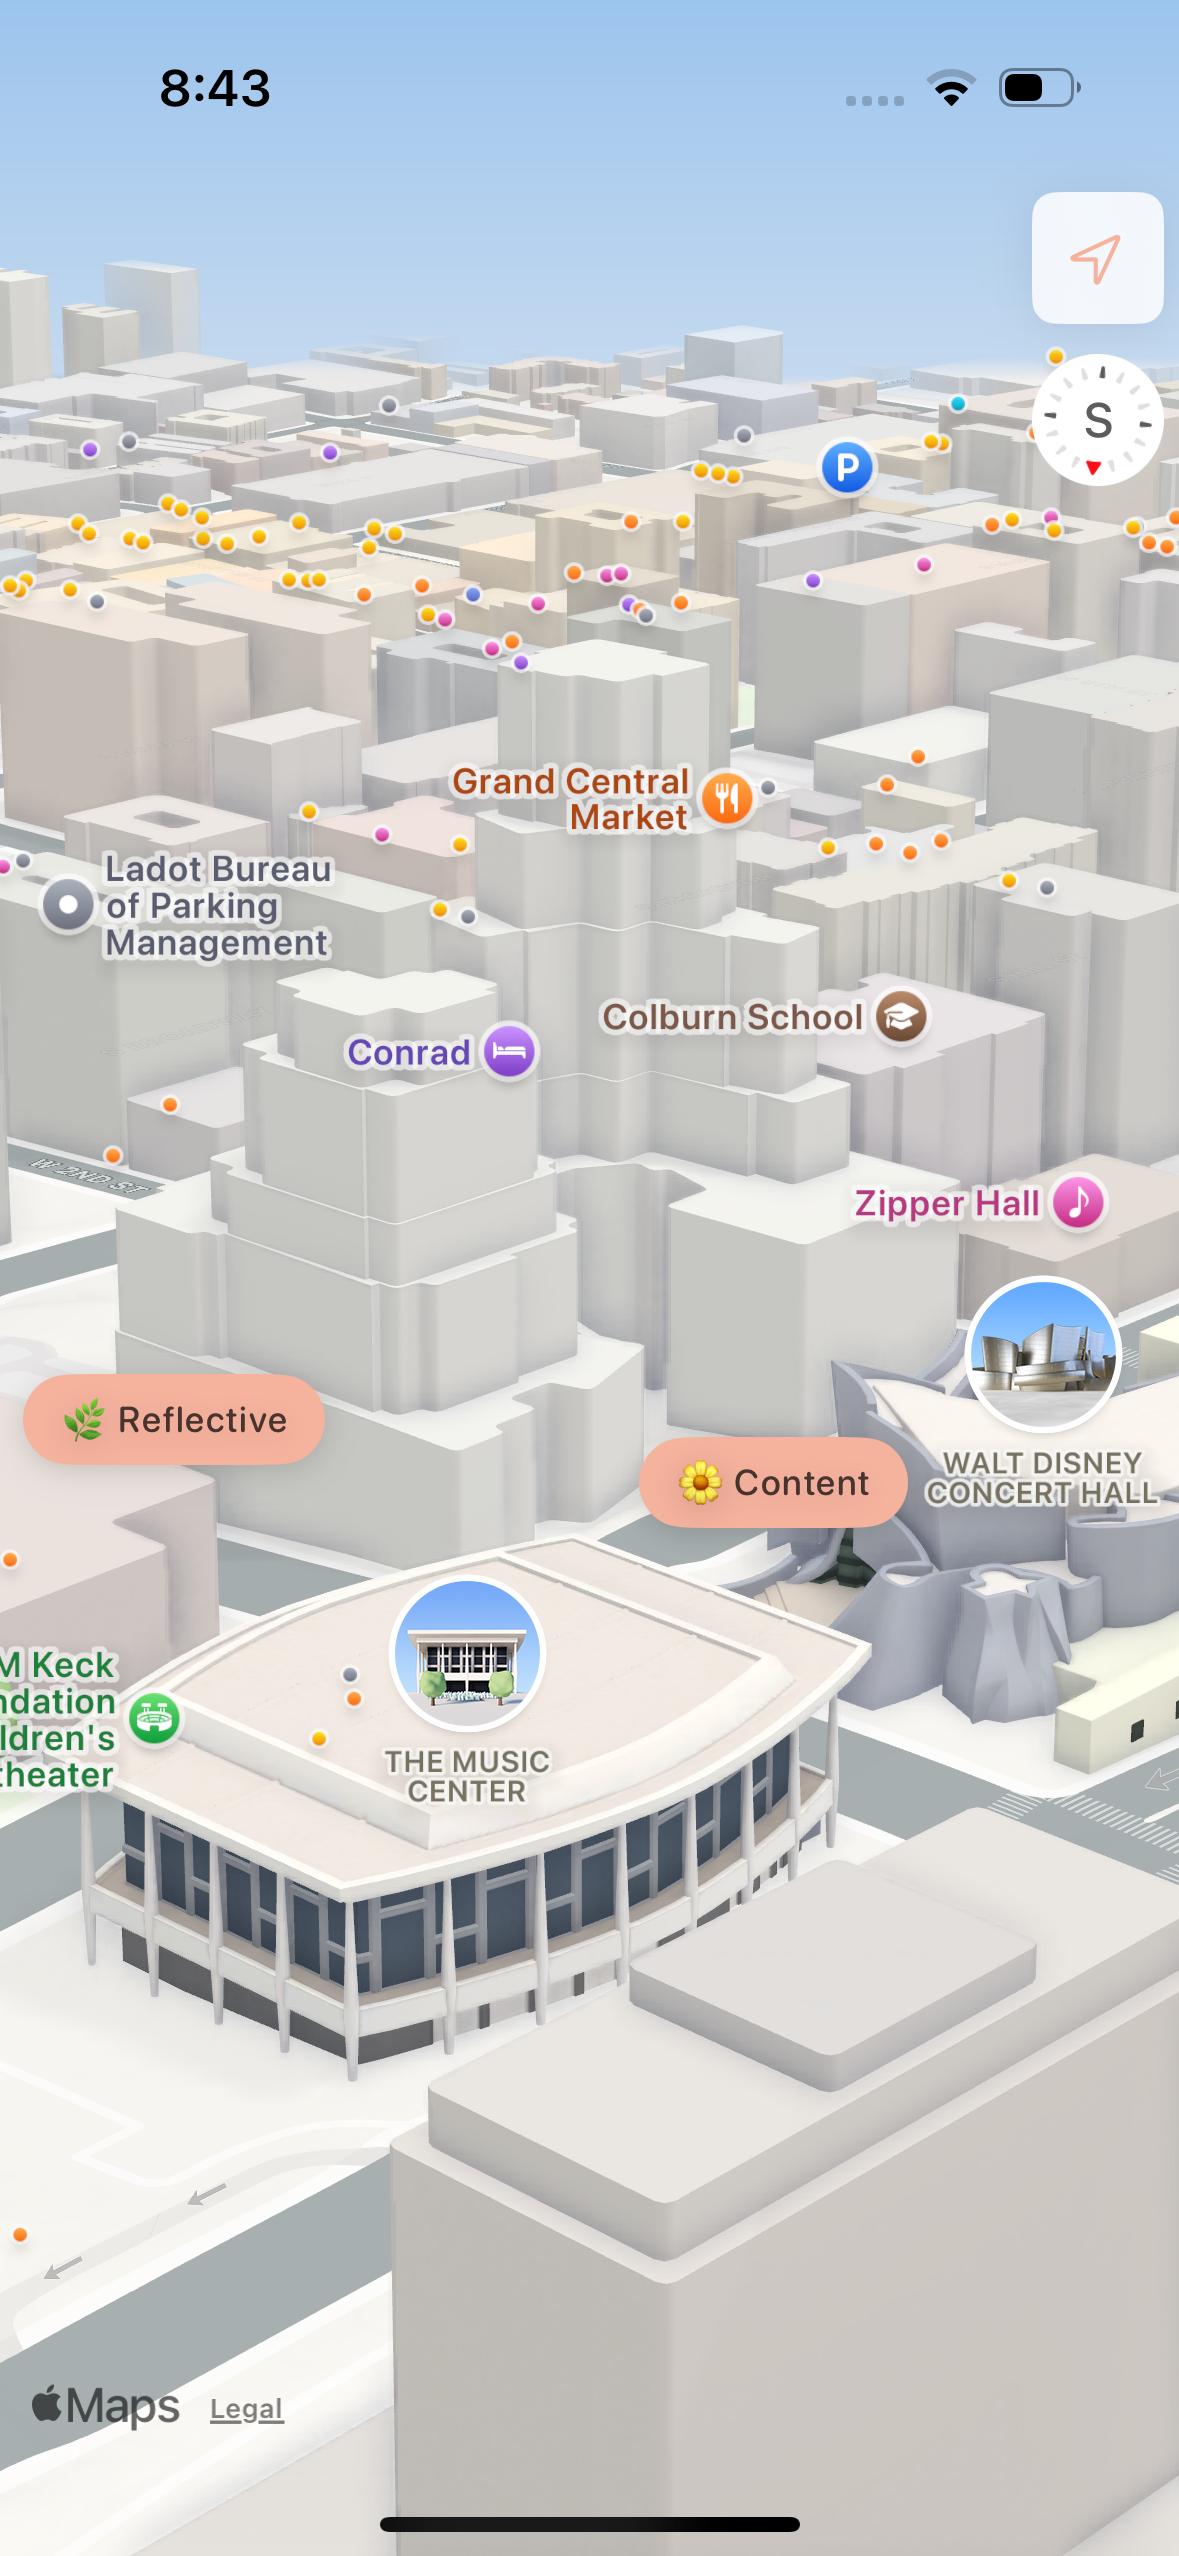 8:43
S
P
Grand Central
Market
Ladot Bureau
of Parking
Management
Colburn School
Conrad
W 2ND ST
Zipper Hall
🌿 Reflective
🌼 Content
WALT DISNEY
CONCERT HALL
M Keck
ndation
ldren's
theater
THE MUSIC
CENTER
Maps
Legal